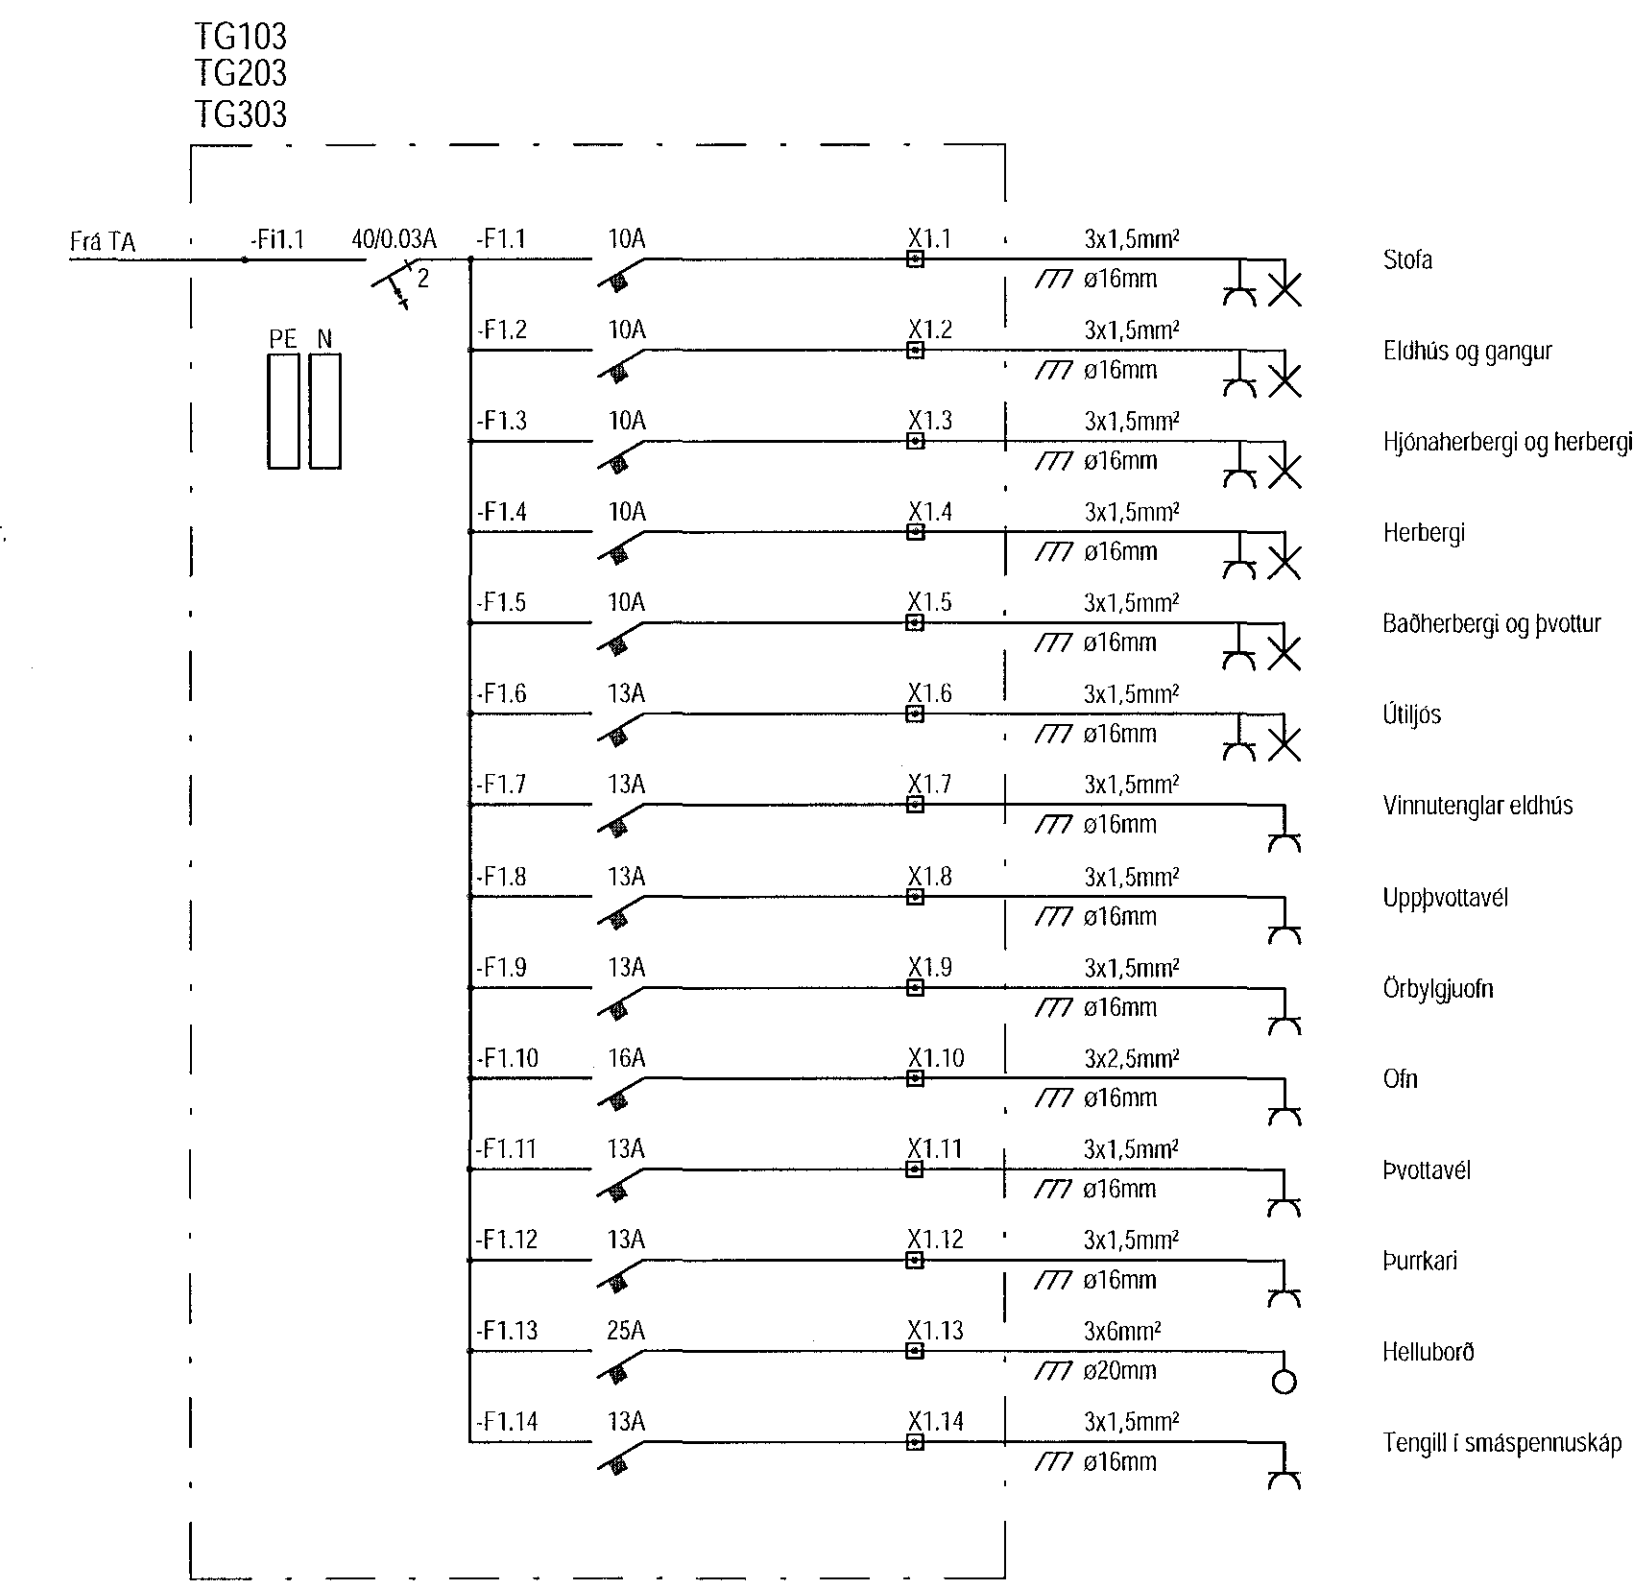 TG103
TG203
TG303
Frá TA -Fi1.1 40/0.03A -F1.1 10A X1.1 3x1,5mm² Stofa
2 ø16mm
PE N
-F1.2 10A X1.2 3x1,5mm² Eldhús og gangur
ø16mm
-F1.3 10A X1.3 3x1,5mm² Hjónaherbergi og herbergi
ø16mm
-F1.4 10A X1.4 3x1,5mm² Herbergi
ø16mm
-F1.5 10A X1.5 3x1,5mm² Baðherbergi og þvottur
ø16mm
-F1.6 13A X1.6 3x1,5mm² Útiljós
ø16mm
-F1.7 13A X1.7 3x1,5mm² Vinnutenglar eldhús
ø16mm
-F1.8 13A X1.8 3x1,5mm² Uppþvottavél
ø16mm
-F1.9 13A X1.9 3x1,5mm² Örbylgjuofn
ø16mm
-F1.10 16A X1.10 3x2,5mm² Ofn
ø16mm
-F1.11 13A X1.11 3x1,5mm² Þvottavél
ø16mm
-F1.12 13A X1.12 3x1,5mm² Þurrkari
ø16mm
-F1.13 25A X1.13 3x6mm² Helluborð
ø20mm
-F1.14 13A X1.14 3x1,5mm² Tengill í smáspennuskáp
ø16mm